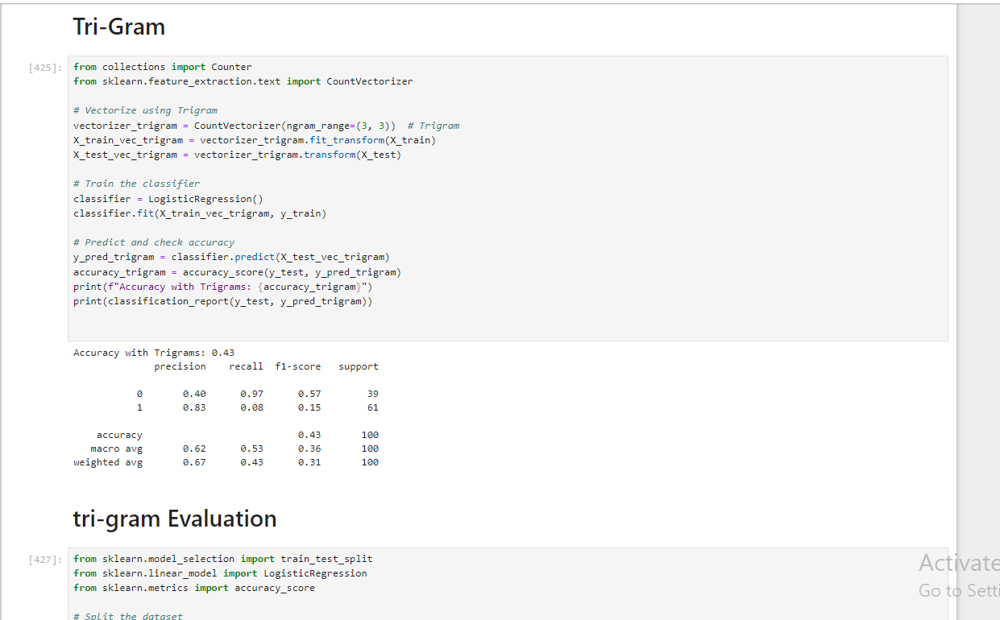 Tri-Gram
[425]:
from collections import Counter
from sklearn.feature_extraction.text import CountVectorizer
# Vectorize using Trigram
vectorizer_trigram = CountVectorizer(ngram_range=(3, 3))  # Trigram
X_train_vec_trigram = vectorizer_trigram.fit_transform(X_train)
X_test_vec_trigram = vectorizer_trigram.transform(X_test)
# Train the classifier
classifier = LogisticRegression()
classifier.fit(X_train_vec_trigram, y_train)
# Predict and check accuracy
y_pred_trigram = classifier.predict(X_test_vec_trigram)
accuracy_trigram = accuracy_score(y_test, y_pred_trigram)
print(f"Accuracy with Trigrams: {accuracy_trigram}")
print(classification_report(y_test, y_pred_trigram))
Accuracy with Trigrams: 0.43
precision recall f1-score support
0 0.40 0.97 0.57 39
1 0.83 0.08 0.15 61
accuracy 0.43 100
macro avg 0.62 0.53 0.36 100
weighted avg 0.67 0.43 0.31 100
tri-gram Evaluation
[427]:
from sklearn.model_selection import train_test_split
from sklearn.linear_model import LogisticRegression
from sklearn.metrics import accuracy_score
# Split the dataset
Activate
Go to Setti